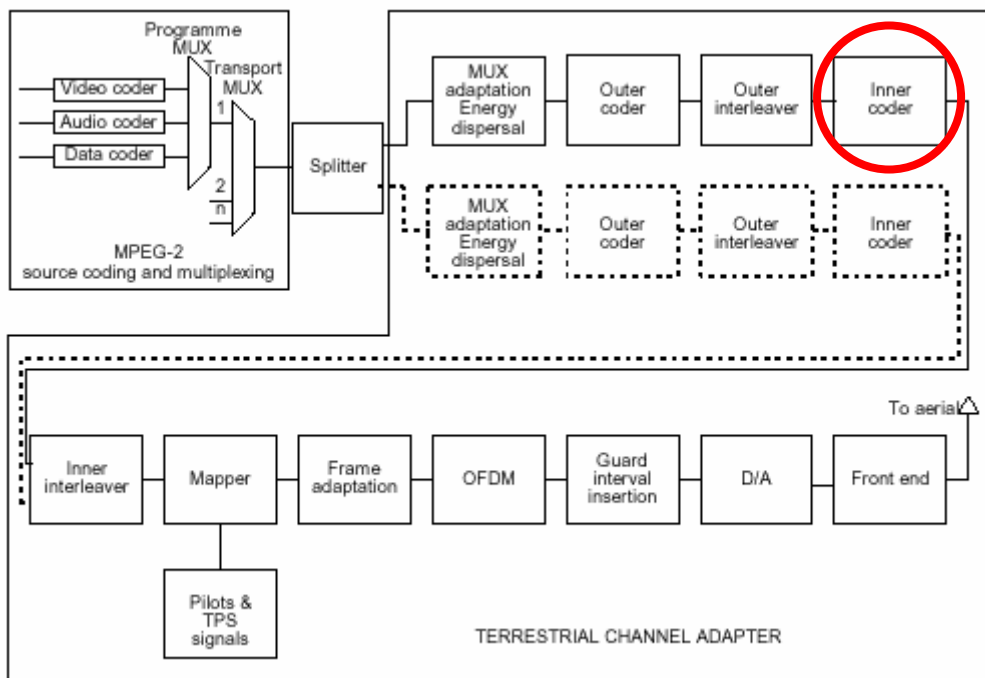 Programme
MUX
Transport
MUX
Video coder
Audio coder
Data coder
1
2
n
MPEG-2
source coding and multiplexing
Splitter
MUX
adaptation
Energy
dispersal
Outer
coder
Outer
interleaver
Inner
coder
MUX
adaptation
Energy
dispersal
Outer
coder
Outer
interleaver
Inner
coder
To aerial
Inner
interleaver
Mapper
Frame
adaptation
OFDM
Guard
interval
insertion
D/A
Front end
Pilots &
TPS
signals
TERRESTRIAL CHANNEL ADAPTER